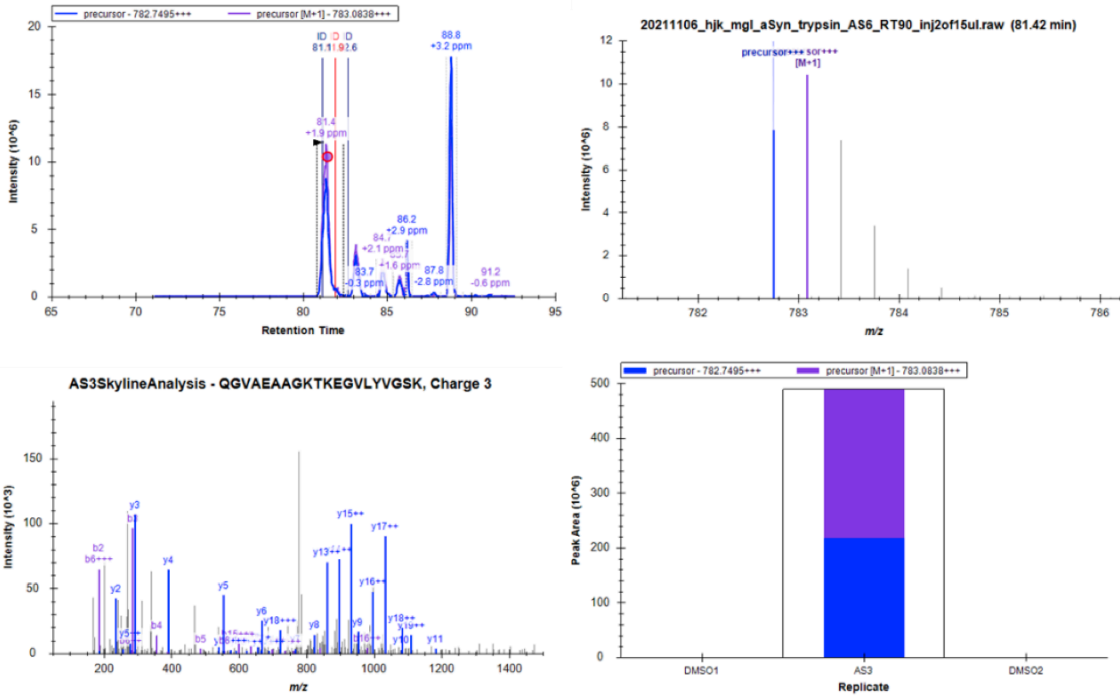 precursor - 782.7495+++ precursor [M+1] - 783.0838+++
20
15
10
5
0
Intensity (10^6)
ID
81.1
88.8
+3.2 ppm
81.4
+1.9 ppm
86.2
+2.9 ppm
+2.1 ppm
+1.6 ppm
83.7
-0.3 ppm
87.8
-2.8 ppm
91.2
-0.6 ppm
65 70 75 80 85 90 95
Retention Time
20211106_hjk_mgl_aSyn_trypsin_AS6_RT90_inj2of15ul.raw (81.42 min)
12
10
8
6
4
2
0
Intensity (10^6)
precursor+++
[M+1]
782 783 784 785 786
m/z
AS3SkylineAnalysis - QGVAEAAGKTKEGVLYVGSK, Charge 3
150
100
50
0
Intensity (10^3)
y3
b2
b6+++
y2
y4
b4
b5
y5
y6
y18+++
y8
y13++
y15++
y17++
y16++
y9
y18++
y10
y11
200 400 600 800 1000 1200 1400
m/z
precursor - 782.7495+++ precursor [M+1] - 783.0838+++
500
400
300
200
100
0
Peak Area (10^6)
DMSO1 AS3 DMSO2
Replicate